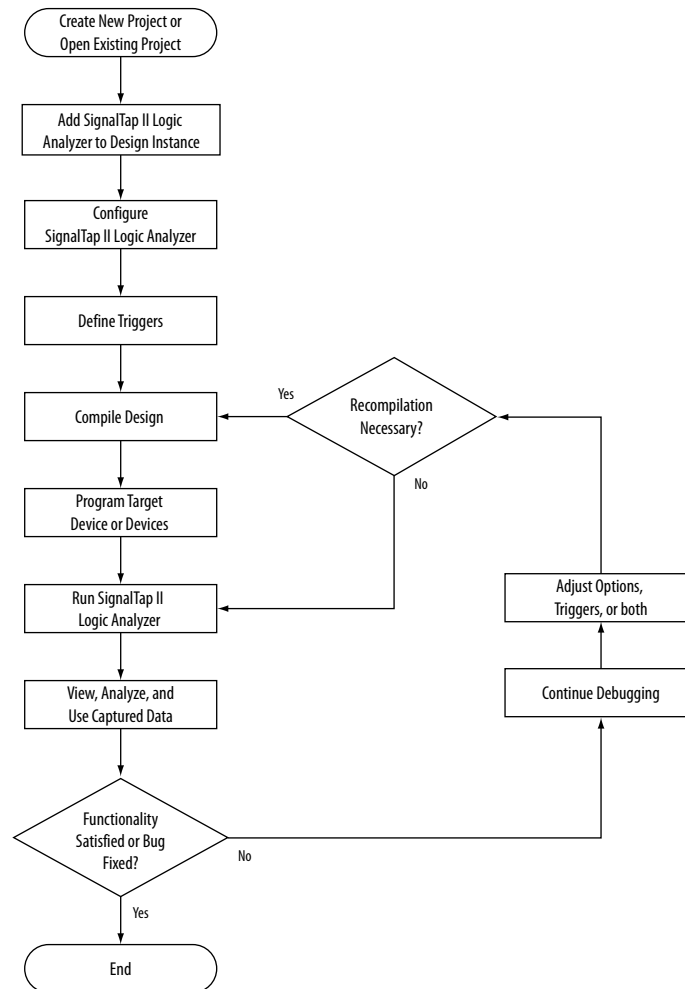 Create New Project or
Open Existing Project
Add SignalTap II Logic
Analyzer to Design Instance
Configure
SignalTap II Logic Analyzer
Define Triggers
Compile Design
Yes
Recompilation
Necessary?
No
Program Target
Device or Devices
Run SignalTap II
Logic Analyzer
Adjust Options,
Triggers, or both
View, Analyze, and
Use Captured Data
Continue Debugging
Functionality
Satisfied or Bug
Fixed?
No
Yes
End